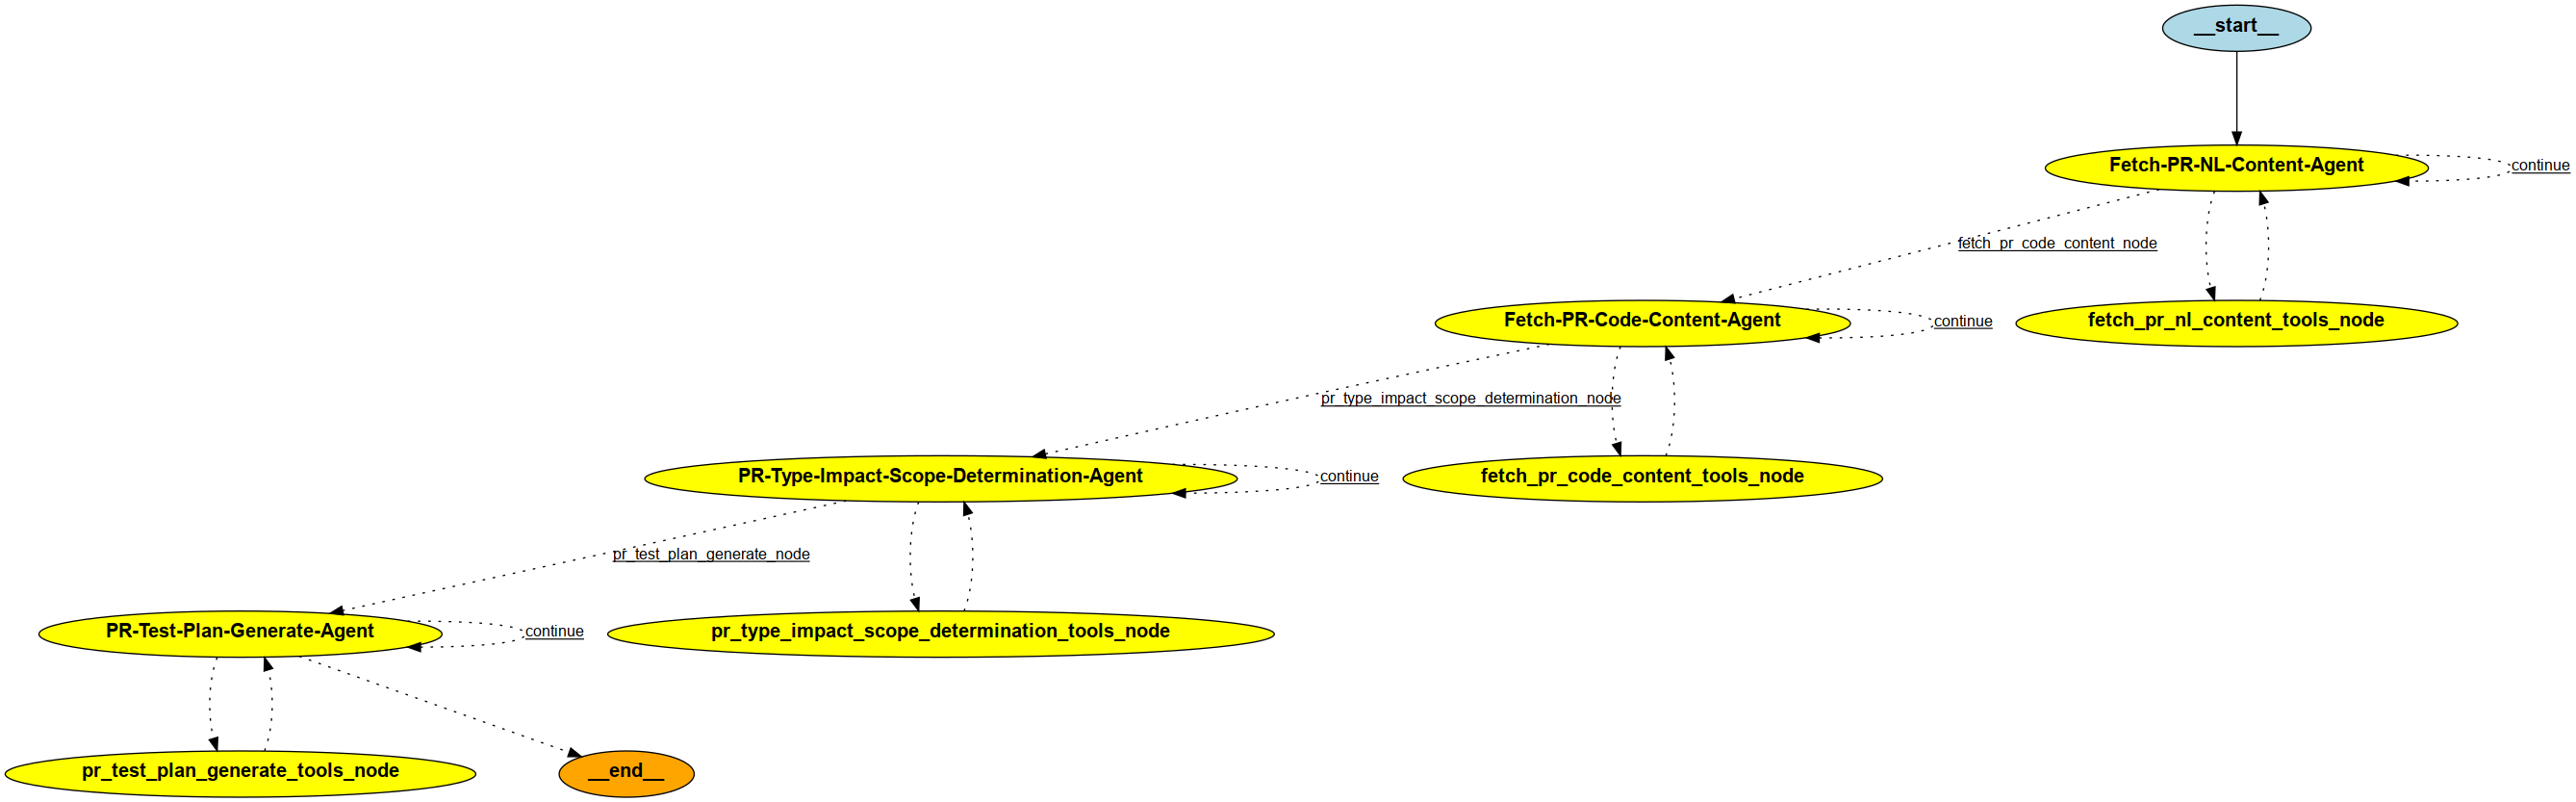 __start__
Fetch-PR-NL-Content-Agent
continue
fetch_pr_code_content_node
Fetch-PR-Code-Content-Agent
continue
fetch_pr_nl_content_tools_node
pr_type_impact_scope_determination_node
PR-Type-Impact-Scope-Determination-Agent
continue
fetch_pr_code_content_tools_node
pr_test_plan_generate_node
PR-Test-Plan-Generate-Agent
continue
pr_type_impact_scope_determination_tools_node
pr_test_plan_generate_tools_node
__end__